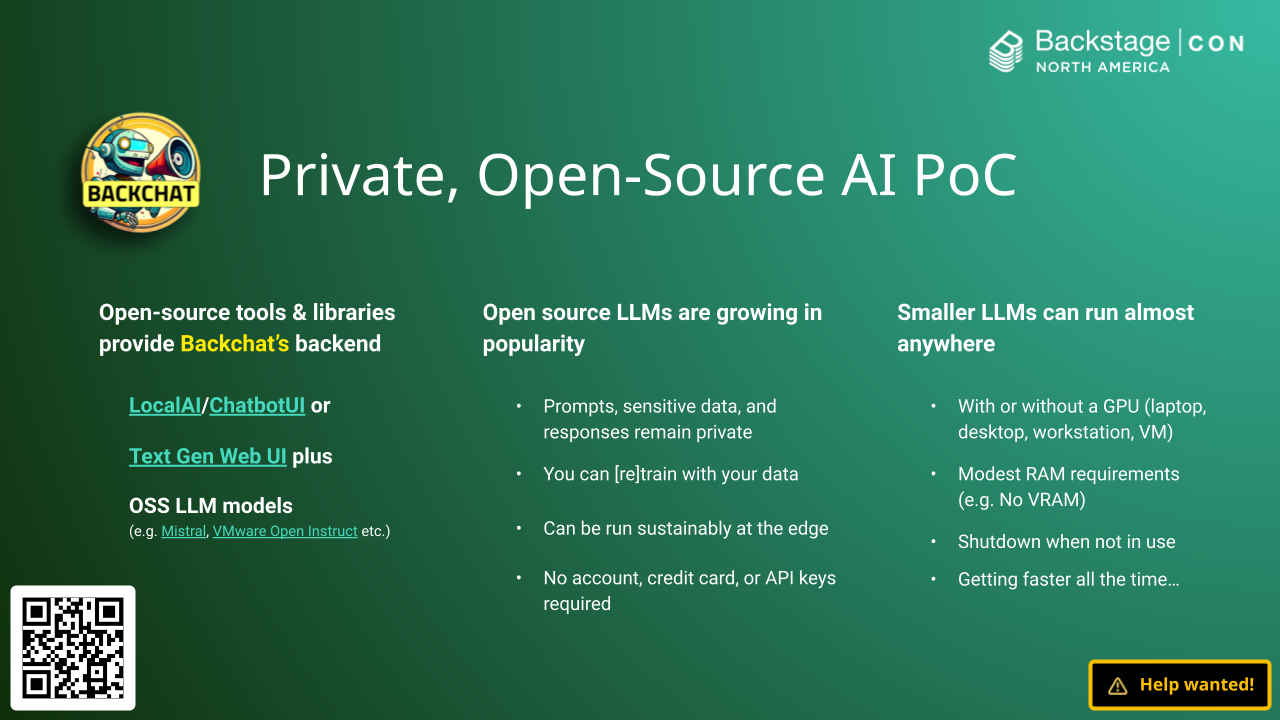 Backstage | CON
NORTH AMERICA
BACKCHAT
Private, Open-Source AI PoC
Open-source tools & libraries
provide Backchat’s backend
LocalAI/ChatbotUI or
Text Gen Web UI plus
OSS LLM models
(e.g. Mistral, VMware Open Instruct etc.)
Open source LLMs are growing in
popularity
• Prompts, sensitive data, and
responses remain private
• You can [re]train with your data
• Can be run sustainably at the edge
• No account, credit card, or API keys
required
Smaller LLMs can run almost
anywhere
• With or without a GPU (laptop,
desktop, workstation, VM)
• Modest RAM requirements
(e.g. No VRAM)
• Shutdown when not in use
• Getting faster all the time…
Help wanted!